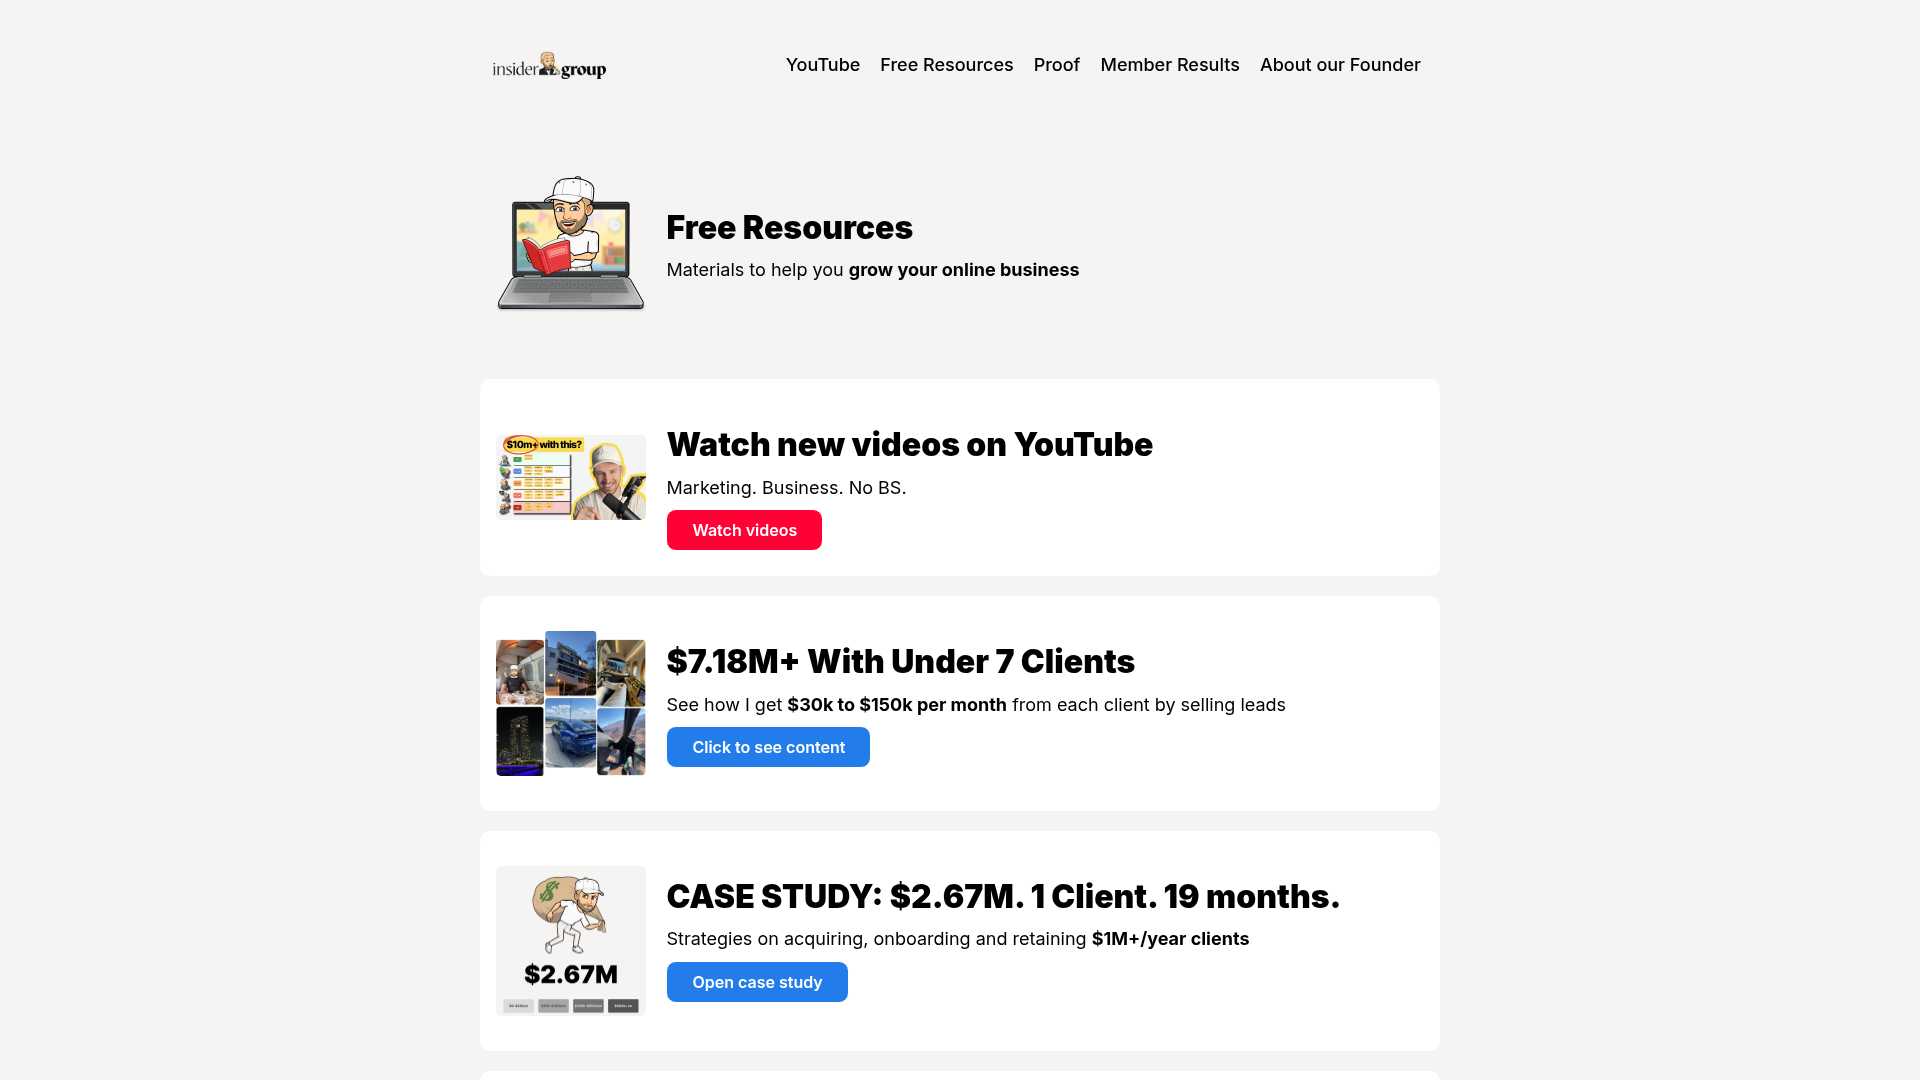 insider group
YouTube
Free Resources
Proof
Member Results
About our Founder
Free Resources
Materials to help you grow your online business
$10m+ with this?
Watch new videos on YouTube
Marketing. Business. No BS.
Watch videos
$7.18M+ With Under 7 Clients
See how I get $30k to $150k per month from each client by selling leads
Click to see content
CASE STUDY: $2.67M. 1 Client. 19 months.
Strategies on acquiring, onboarding and retaining $1M+/year clients
$2.67M
Open case study